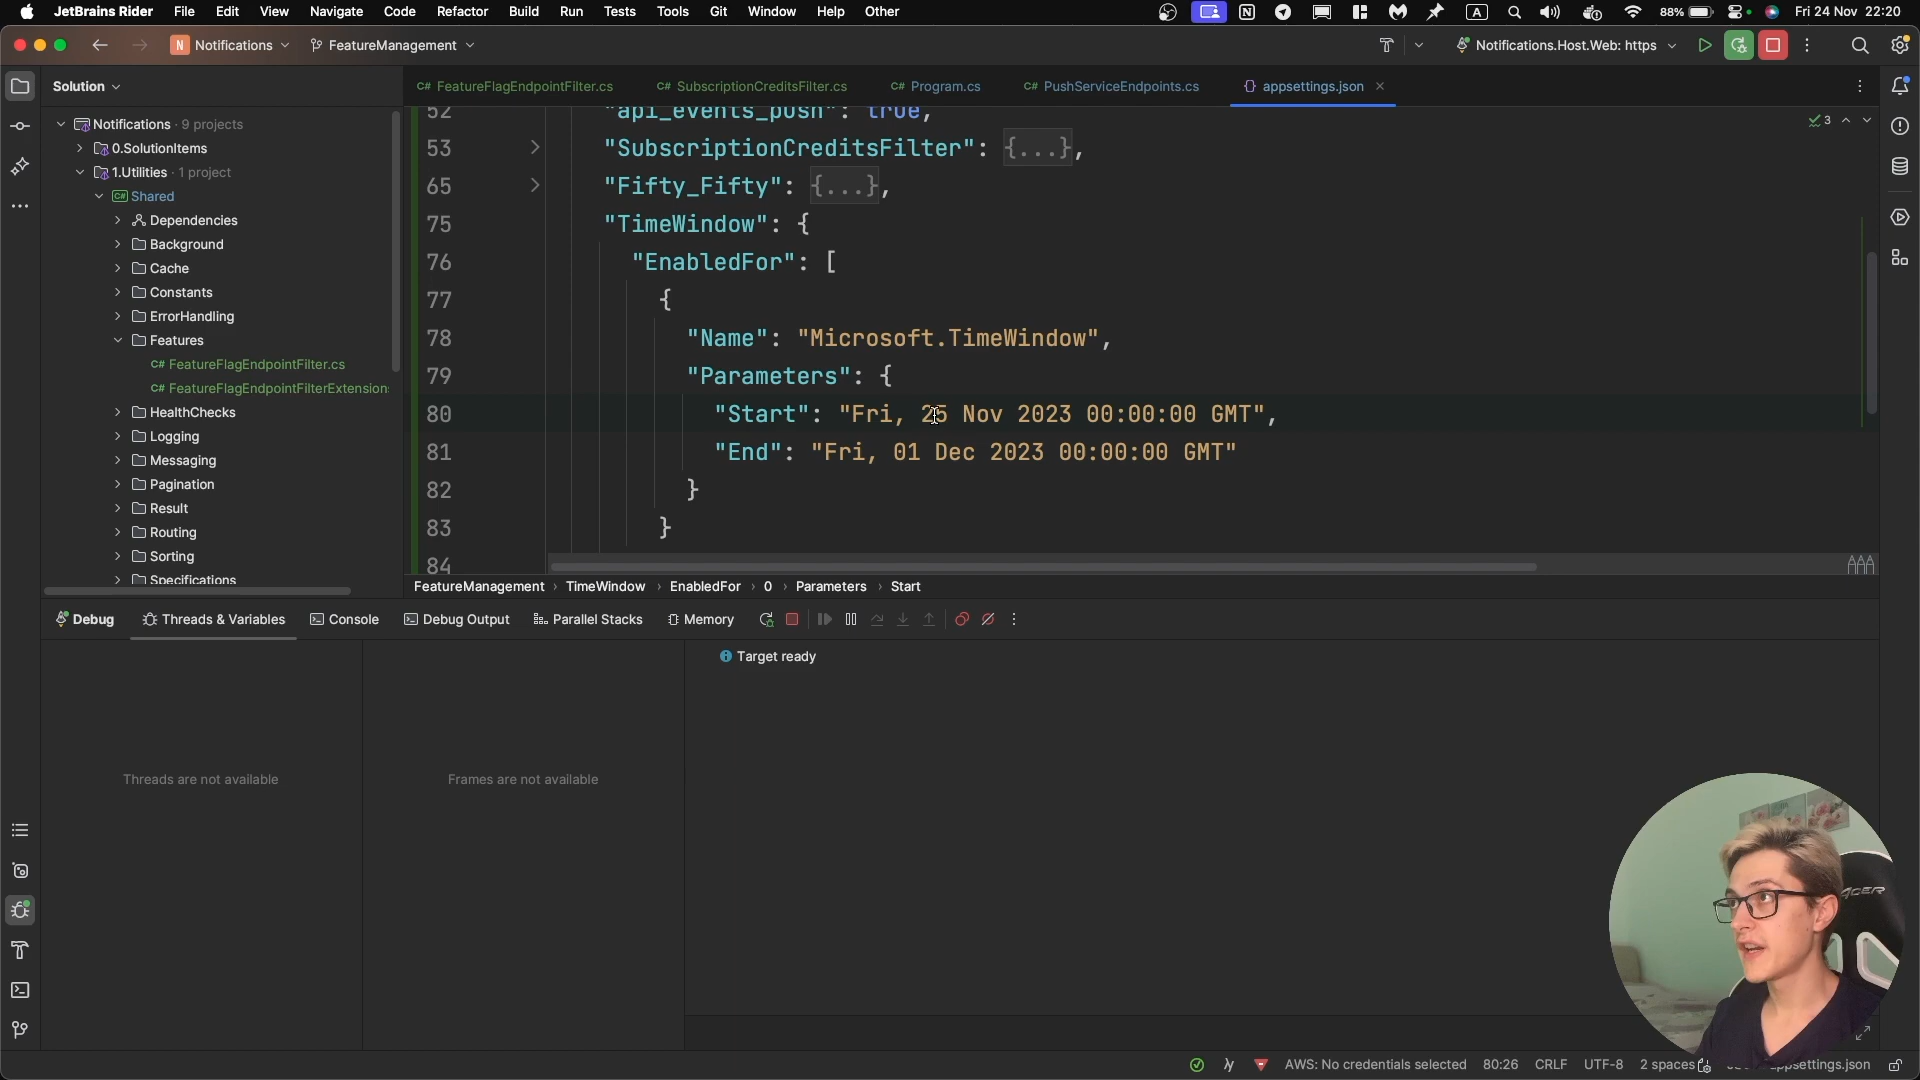 JetBrains Rider File Edit View Navigate Code Refactor Build Run Tests Tools Git Window Help Other A 88% Fri 24 Nov 22:20
N Notifications FeatureManagement Notifications.Host.Web: https
Solution C# FeatureFlagEndpointFilter.cs C# SubscriptionCreditsFilter.cs C# Program.cs C# PushServiceEndpoints.cs {} appsettings.json
3
Notifications · 9 projects
0.SolutionItems
1.Utilities · 1 project
C# Shared
Dependencies
Background
Cache
Constants
ErrorHandling
Features
C# FeatureFlagEndpointFilter.cs
C# FeatureFlagEndpointFilterExtension
HealthChecks
Logging
Messaging
Pagination
Result
Routing
Sorting
Specifications
52 "api_events_push": true,
53 "SubscriptionCreditsFilter": {...},
65 "Fifty_Fifty": {...},
75 "TimeWindow": {
76 "EnabledFor": [
77 {
78 "Name": "Microsoft.TimeWindow",
79 "Parameters": {
80 "Start": "Fri, 25 Nov 2023 00:00:00 GMT",
81 "End": "Fri, 01 Dec 2023 00:00:00 GMT"
82 }
83 }
84
FeatureManagement › TimeWindow › EnabledFor › 0 › Parameters › Start
Debug Threads & Variables Console Debug Output Parallel Stacks Memory
Target ready
Threads are not available
Frames are not available
ACER
AWS: No credentials selected 80:26 CRLF UTF-8 2 spaces appsettings.json